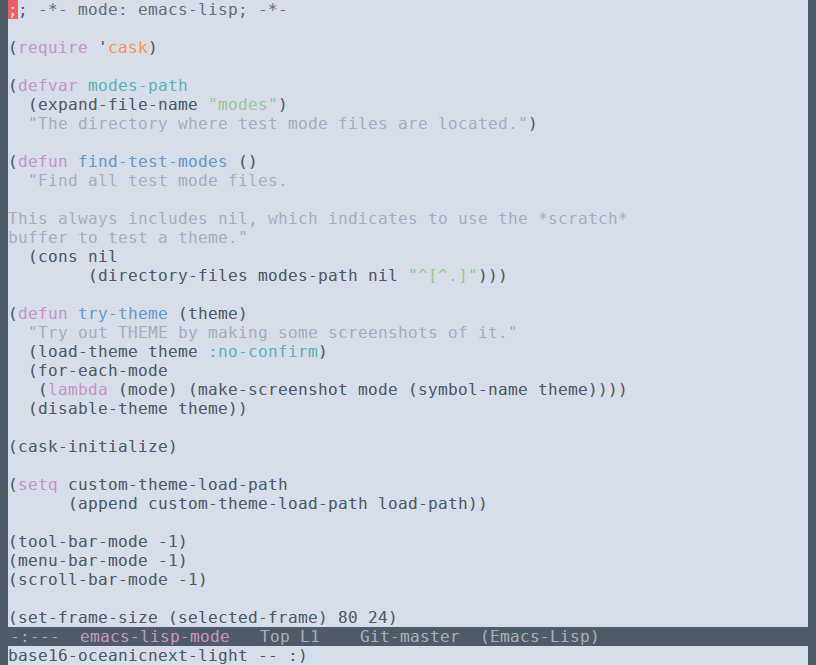 ;; -*- mode: emacs-lisp; -*-

(require 'cask)

(defvar modes-path
  (expand-file-name "modes")
  "The directory where test mode files are located.")

(defun find-test-modes ()
  "Find all test mode files.

This always includes nil, which indicates to use the *scratch*
buffer to test a theme."
  (cons nil
        (directory-files modes-path nil "^[^.]")))

(defun try-theme (theme)
  "Try out THEME by making some screenshots of it."
  (load-theme theme :no-confirm)
  (for-each-mode
   (lambda (mode) (make-screenshot mode (symbol-name theme))))
  (disable-theme theme))

(cask-initialize)

(setq custom-theme-load-path
      (append custom-theme-load-path load-path))

(tool-bar-mode -1)
(menu-bar-mode -1)
(scroll-bar-mode -1)

(set-frame-size (selected-frame) 80 24)
-:---  emacs-lisp-mode   Top L1    Git-master  (Emacs-Lisp)
base16-oceanicnext-light -- :)